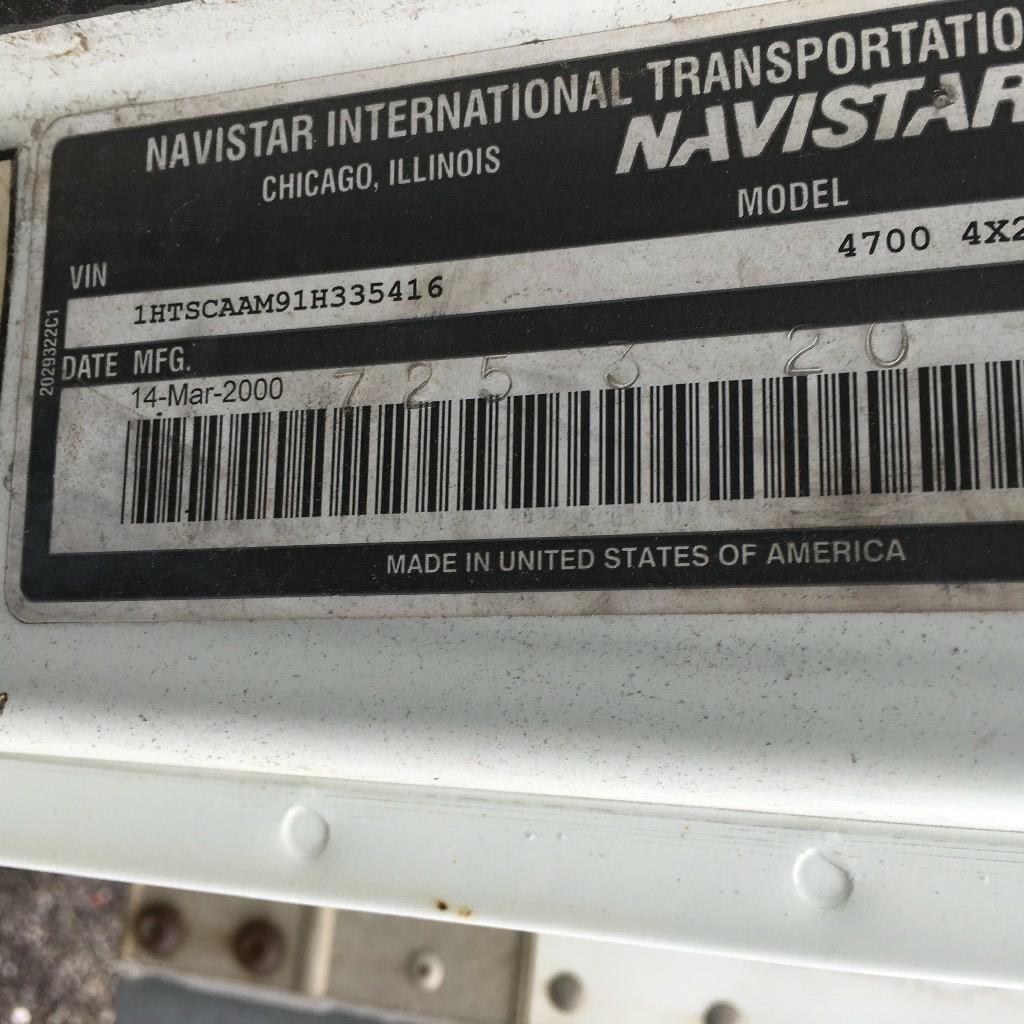 NAVISTAR INTERNATIONAL TRANSPORTATIO
CHICAGO, ILLINOIS
NAVISTAR
MODEL
VIN
4700 4X2
1HTSCAAM91H335416
2029322C1
DATE MFG.
14-Mar-2000
725 3 20
MADE IN UNITED STATES OF AMERICA